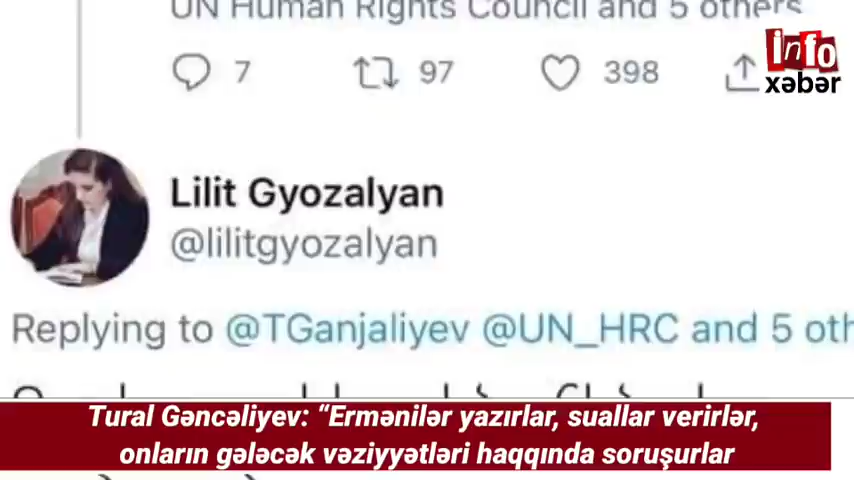 UN Human Rights Council and 5 others
7 97 398
info
xəbər
Lilit Gyozalyan
@lilitgyozalyan
Replying to @TGanjaliyev @UN_HRC and 5 oth
Tural Gəncəliyev: “Ermənilər yazırlar, suallar verirlər,
onların gələcək vəziyyətləri haqqında soruşurlar